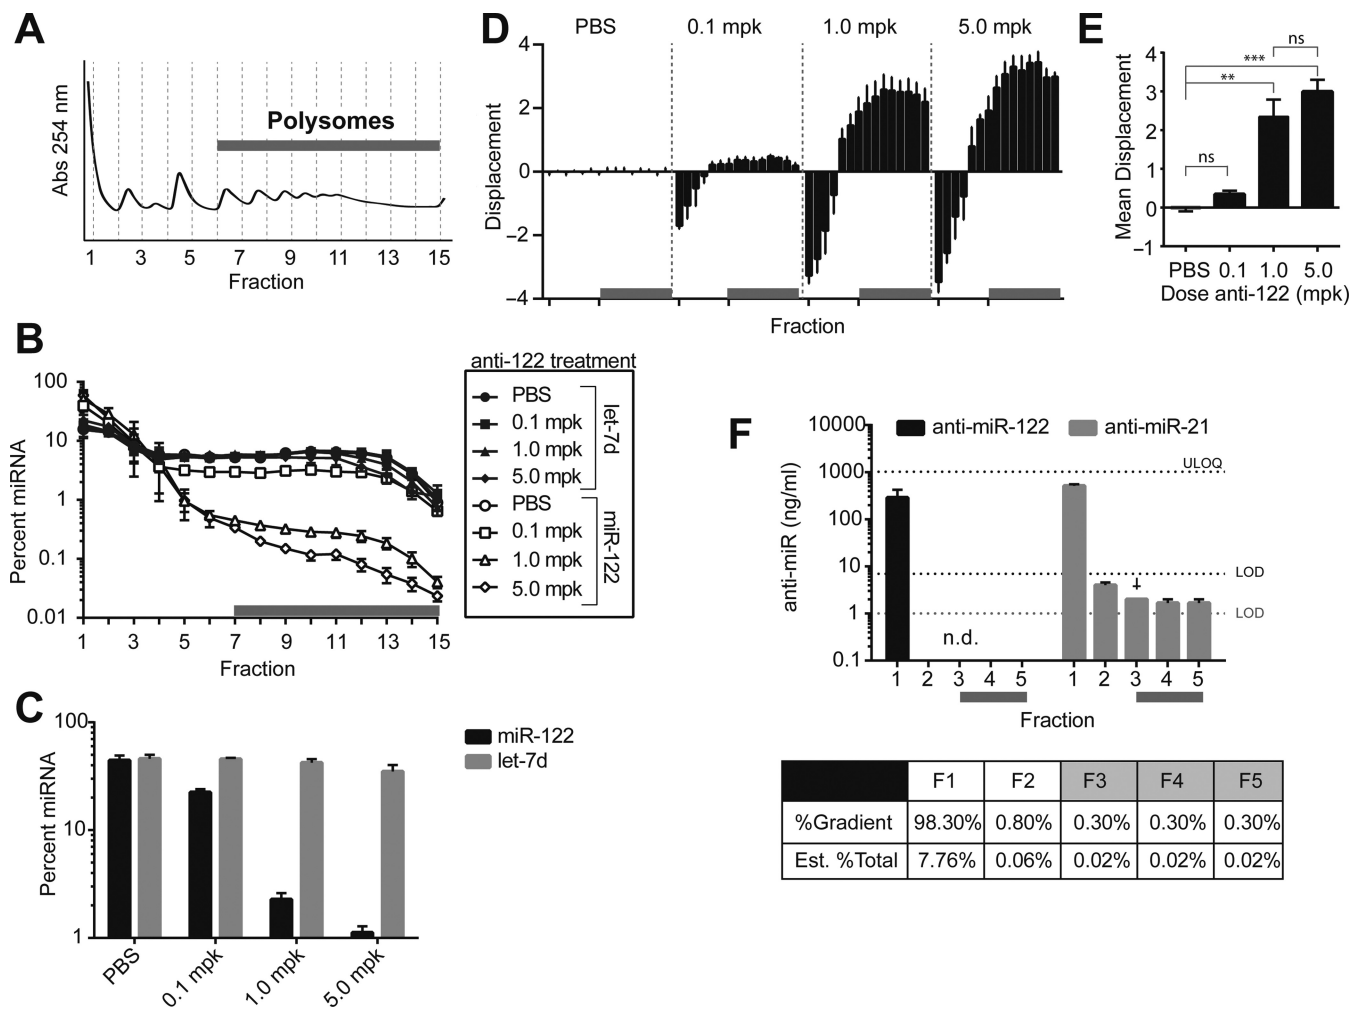 A
Abs 254 nm
Polysomes
1 3 5 7 9 11 13 15
Fraction
B
Percent miRNA
100
10
1
0.1
0.01
1 3 5 7 9 11 13 15
Fraction
anti-122 treatment
PBS
0.1 mpk
1.0 mpk
5.0 mpk
let-7d
PBS
0.1 mpk
1.0 mpk
5.0 mpk
miR-122
C
Percent miRNA
100
10
1
PBS
0.1 mpk
1.0 mpk
5.0 mpk
miR-122
let-7d
D
PBS 0.1 mpk 1.0 mpk 5.0 mpk
Displacement
4
2
0
−2
−4
Fraction
E
Mean Displacement
4
3
2
1
0
−1
ns
***
**
ns
PBS 0.1 1.0 5.0
Dose anti-122 (mpk)
F
anti-miR-122 anti-miR-21
anti-miR (ng/ml)
10000
1000
100
10
1
0.1
ULOQ
LOD
LOD
n.d.
1 2 3 4 5 1 2 3 4 5
Fraction
F1 F2 F3 F4 F5
%Gradient 98.30% 0.80% 0.30% 0.30% 0.30%
Est. %Total 7.76% 0.06% 0.02% 0.02% 0.02%